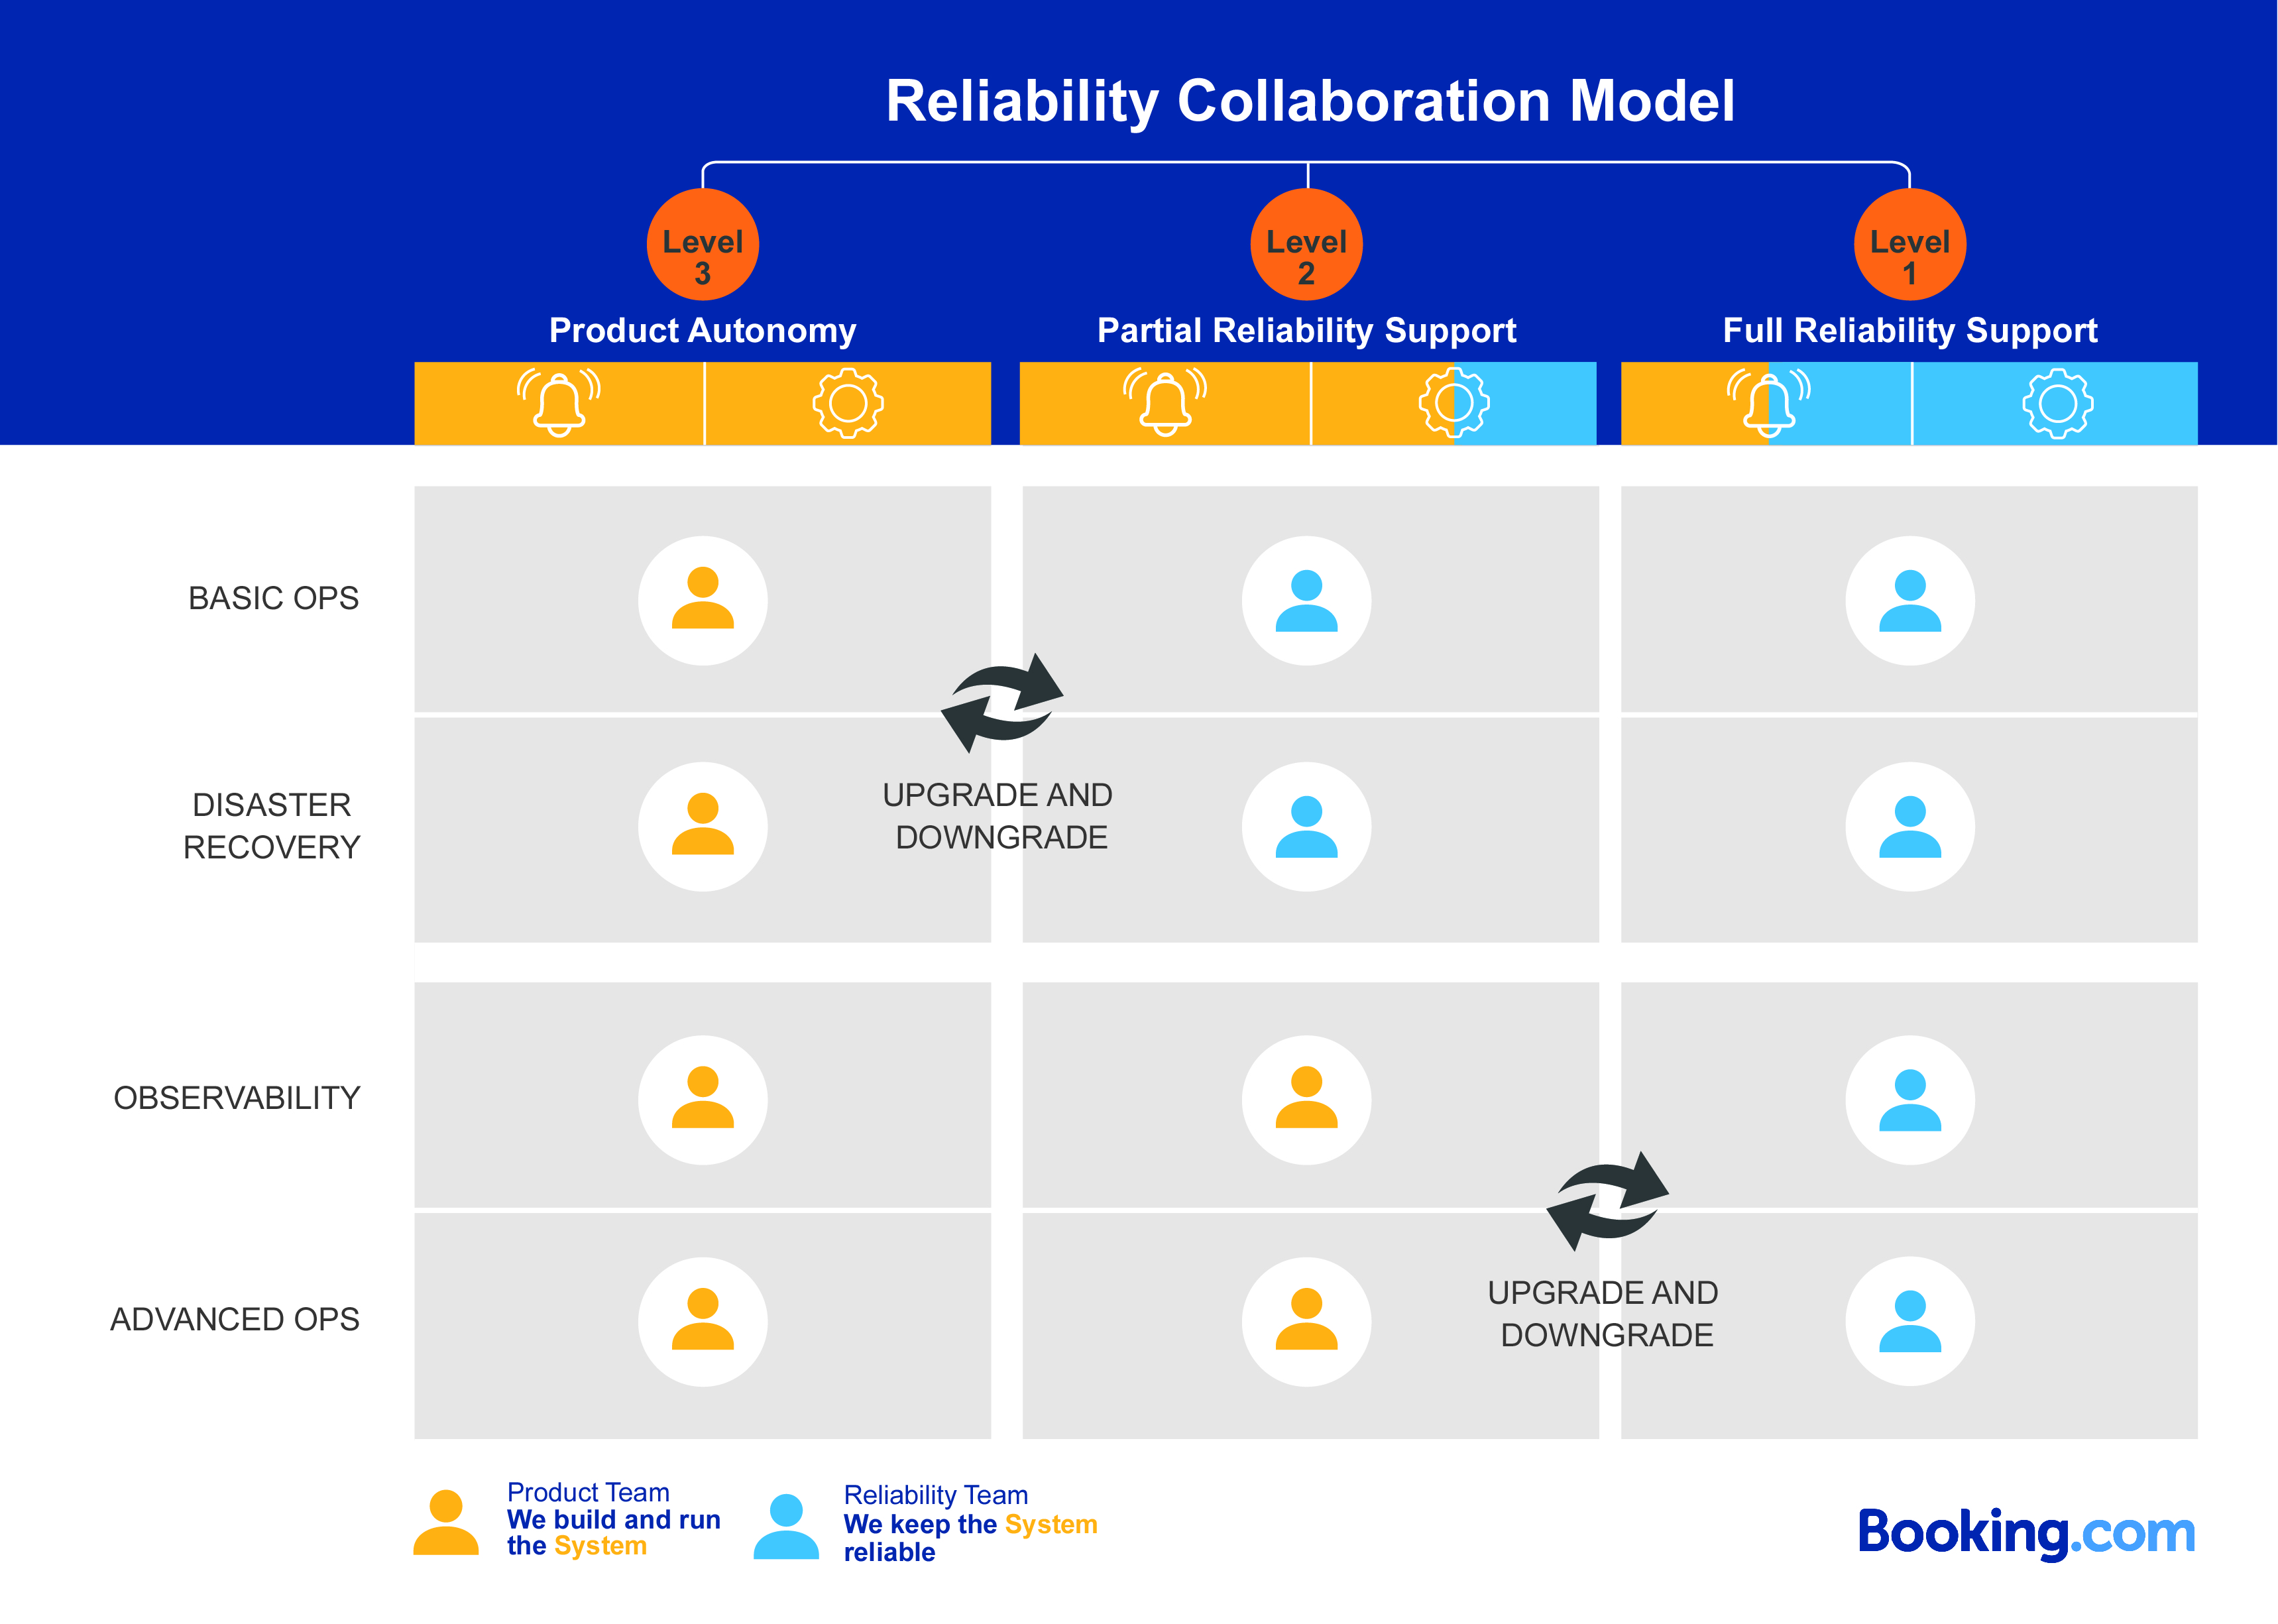 Reliability Collaboration Model
Level
3
Level
2
Level
1
Product Autonomy
Partial Reliability Support
Full Reliability Support
BASIC OPS
DISASTER
RECOVERY
UPGRADE AND
DOWNGRADE
OBSERVABILITY
ADVANCED OPS
UPGRADE AND
DOWNGRADE
Product Team
We build and run
the System
Reliability Team
We keep the System
reliable
Booking.com